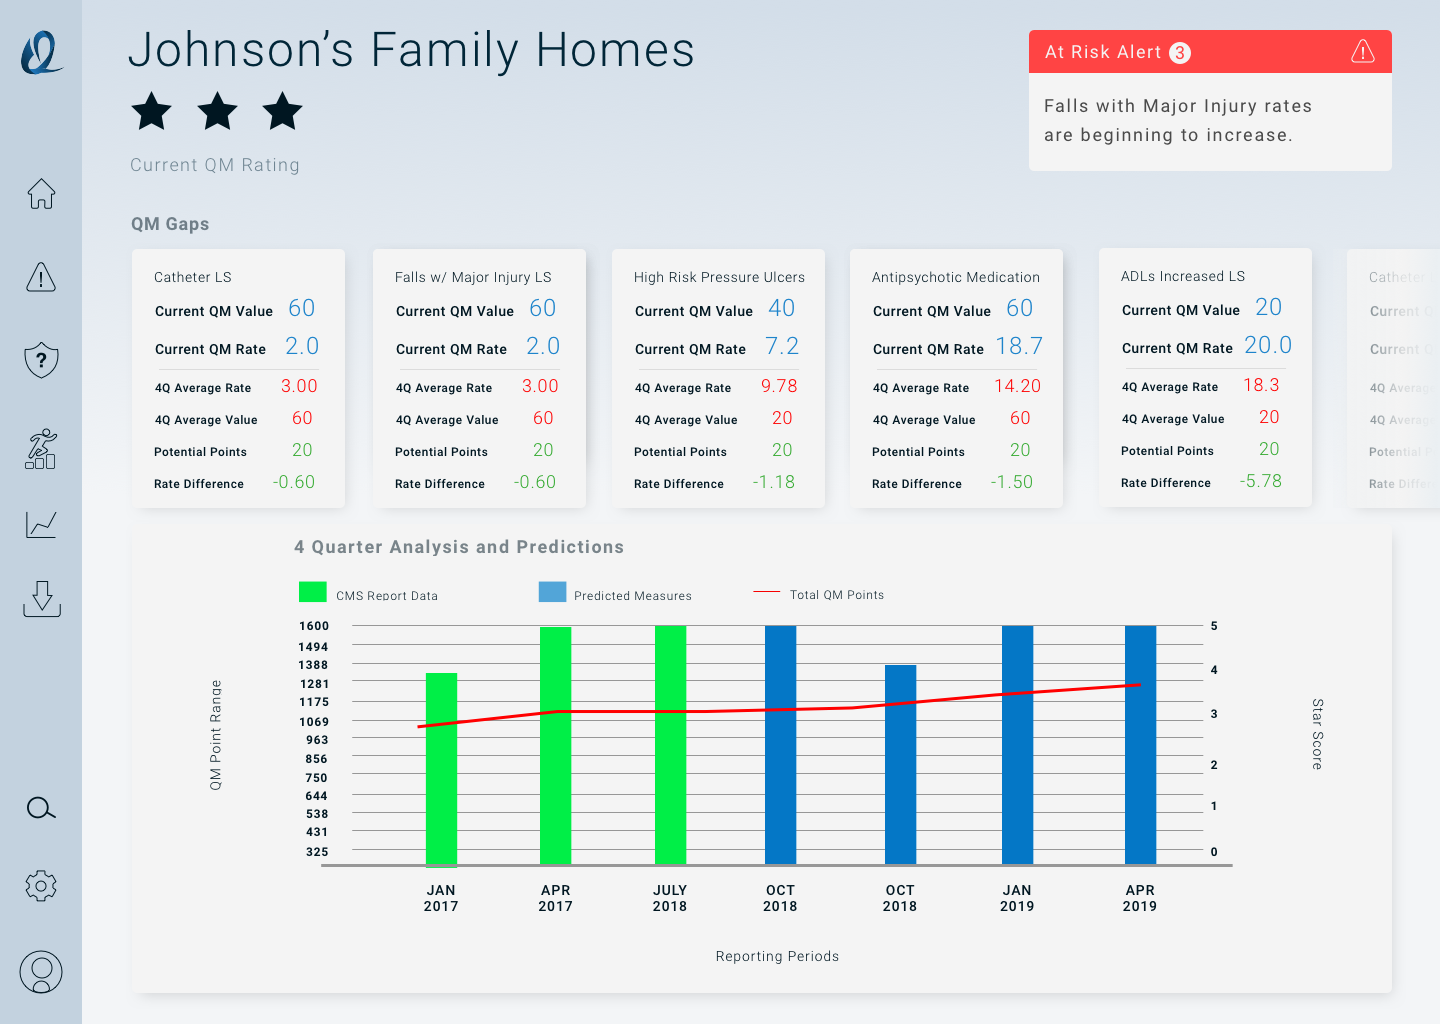 Johnson’s Family Homes
Current QM Rating
At Risk Alert 3
Falls with Major Injury rates
are beginning to increase.
QM Gaps
Catheter LS
Current QM Value 60
Current QM Rate 2.0
4Q Average Rate 3.00
4Q Average Value 60
Potential Points 20
Rate Difference -0.60
Falls w/ Major Injury LS
Current QM Value 60
Current QM Rate 2.0
4Q Average Rate 3.00
4Q Average Value 60
Potential Points 20
Rate Difference -0.60
High Risk Pressure Ulcers
Current QM Value 40
Current QM Rate 7.2
4Q Average Rate 9.78
4Q Average Value 20
Potential Points 20
Rate Difference -1.18
Antipsychotic Medication
Current QM Value 60
Current QM Rate 18.7
4Q Average Rate 14.20
4Q Average Value 60
Potential Points 20
Rate Difference -1.50
ADLs Increased LS
Current QM Value 20
Current QM Rate 20.0
4Q Average Rate 18.3
4Q Average Value 20
Potential Points 20
Rate Difference -5.78
Catheter
Current
Current
4Q
4Q
Potential
Rate
4 Quarter Analysis and Predictions
CMS Report Data
Predicted Measures
Total QM Points
QM Point Range
1600
1494
1388
1281
1175
1069
963
856
750
644
538
431
325
5
4
3
2
1
0
Star Score
JAN
2017
APR
2017
JULY
2018
OCT
2018
OCT
2018
JAN
2019
APR
2019
Reporting Periods
?